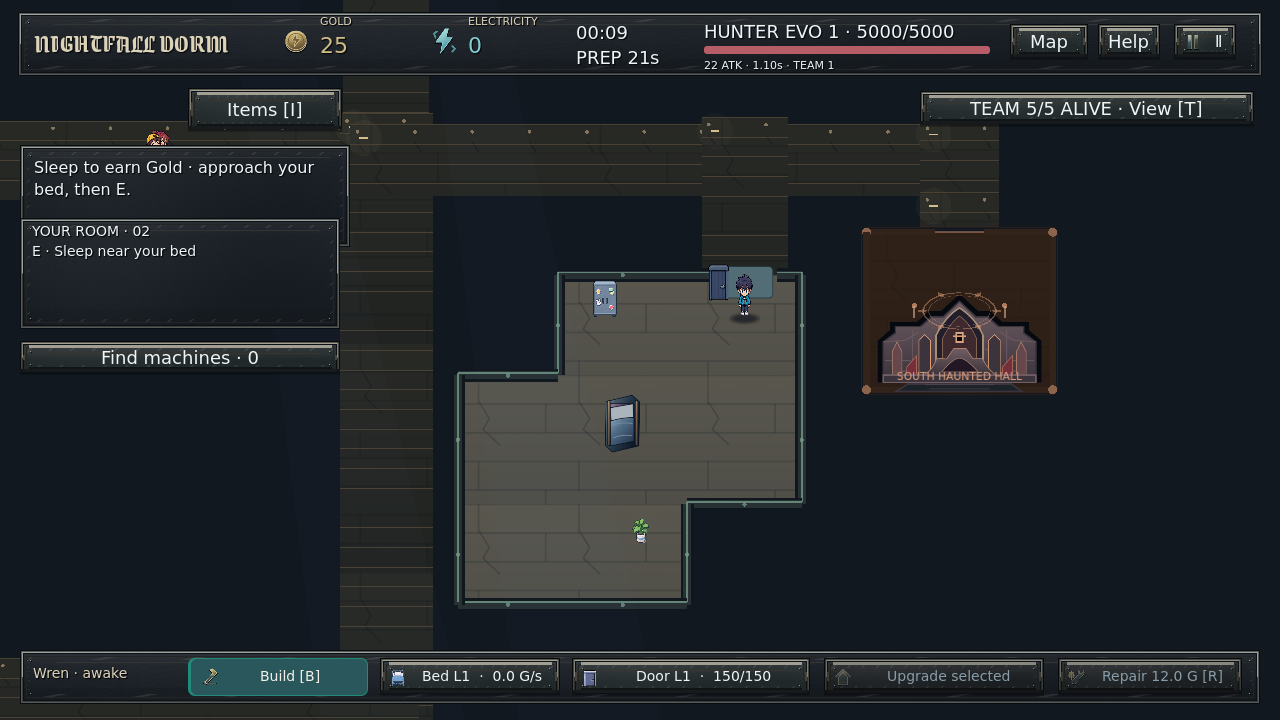 NIGHTFALL DORM
GOLD
25
ELECTRICITY
0
00:09
PREP 21s
HUNTER EVO 1 · 5000/5000
22 ATK · 1.10s · TEAM 1
Map
Help
II
Items [I]
TEAM 5/5 ALIVE · View [T]
Sleep to earn Gold · approach your
bed, then E.
YOUR ROOM · 02
E · Sleep near your bed
Find machines · 0
SOUTH HAUNTED HALL
Wren · awake
Build [B]
Bed L1 · 0.0 G/s
Door L1 · 150/150
Upgrade selected
Repair 12.0 G [R]